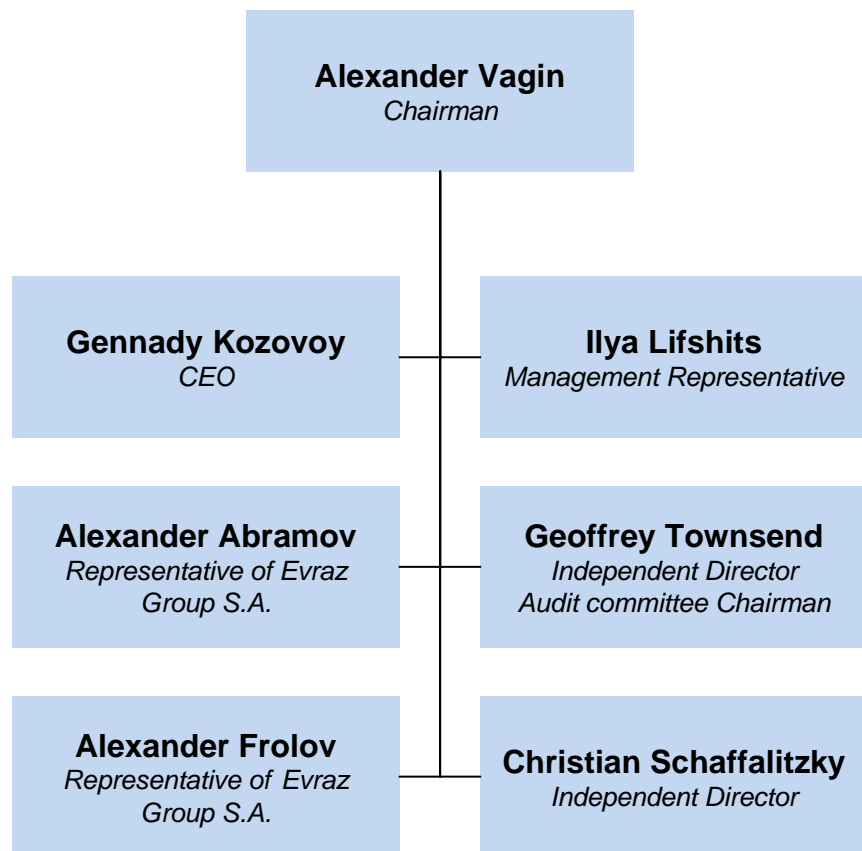 Alexander Vagin
Chairman
Gennady Kozovoy
CEO
Ilya Lifshits
Management Representative
Alexander Abramov
Representative of Evraz
Group S.A.
Geoffrey Townsend
Independent Director
Audit committee Chairman
Alexander Frolov
Representative of Evraz
Group S.A.
Christian Schaffalitzky
Independent Director